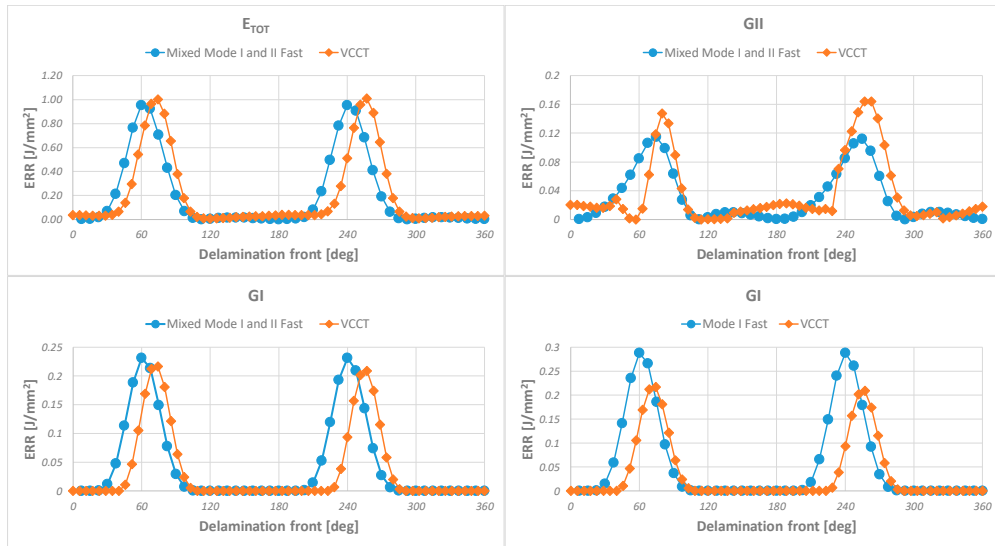 E_TOT
Mixed Mode I and II Fast VCCT
ERR [J/mm²]
1.20
1.00
0.80
0.60
0.40
0.20
0.00
0 60 120 180 240 300 360
Delamination front [deg]
GII
Mixed Mode I and II Fast VCCT
ERR [J/mm²]
0.2
0.16
0.12
0.08
0.04
0
0 60 120 180 240 300 360
Delamination front [deg]
GI
Mixed Mode I and II Fast VCCT
ERR [J/mm²]
0.25
0.2
0.15
0.1
0.05
0
0 60 120 180 240 300 360
Delamination front [deg]
GI
Mode I Fast VCCT
ERR [J/mm²]
0.3
0.25
0.2
0.15
0.1
0.05
0
0 60 120 180 240 300 360
Delamination front [deg]